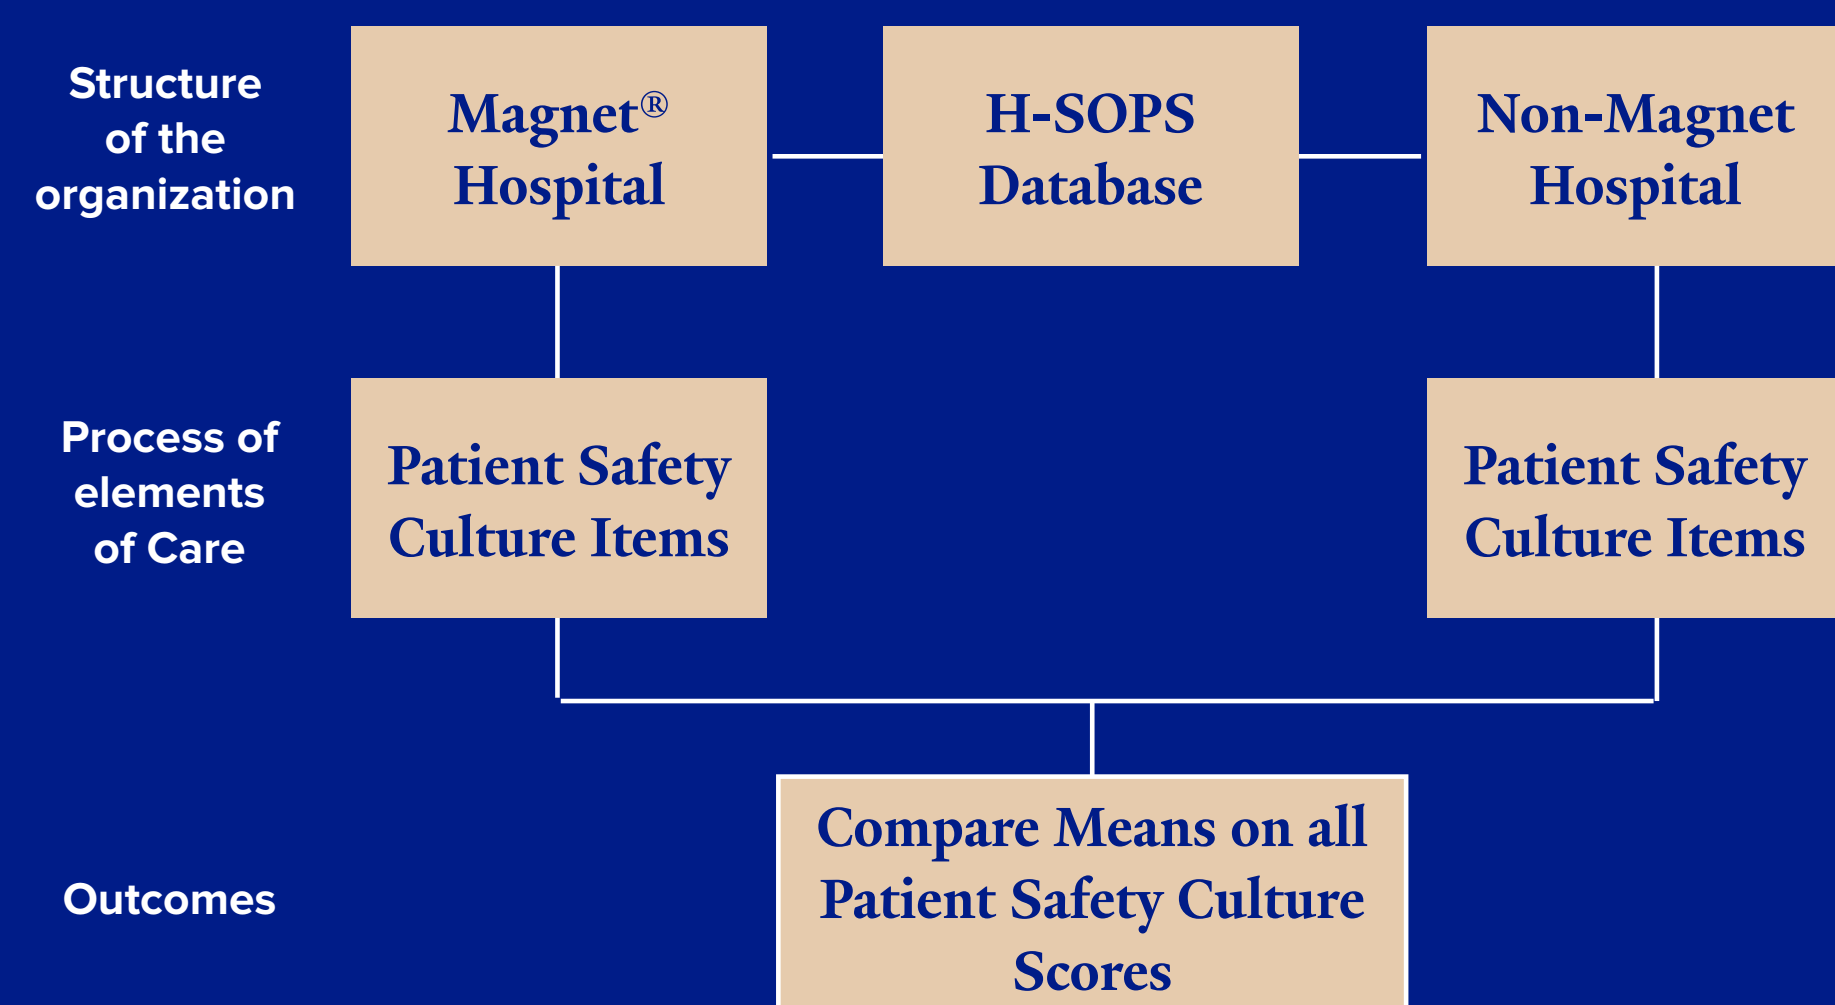 Structure
of the
organization
Magnet®
Hospital
H-SOPS
Database
Non-Magnet
Hospital
Process of
elements
of Care
Patient Safety
Culture Items
Patient Safety
Culture Items
Outcomes
Compare Means on all
Patient Safety Culture
Scores